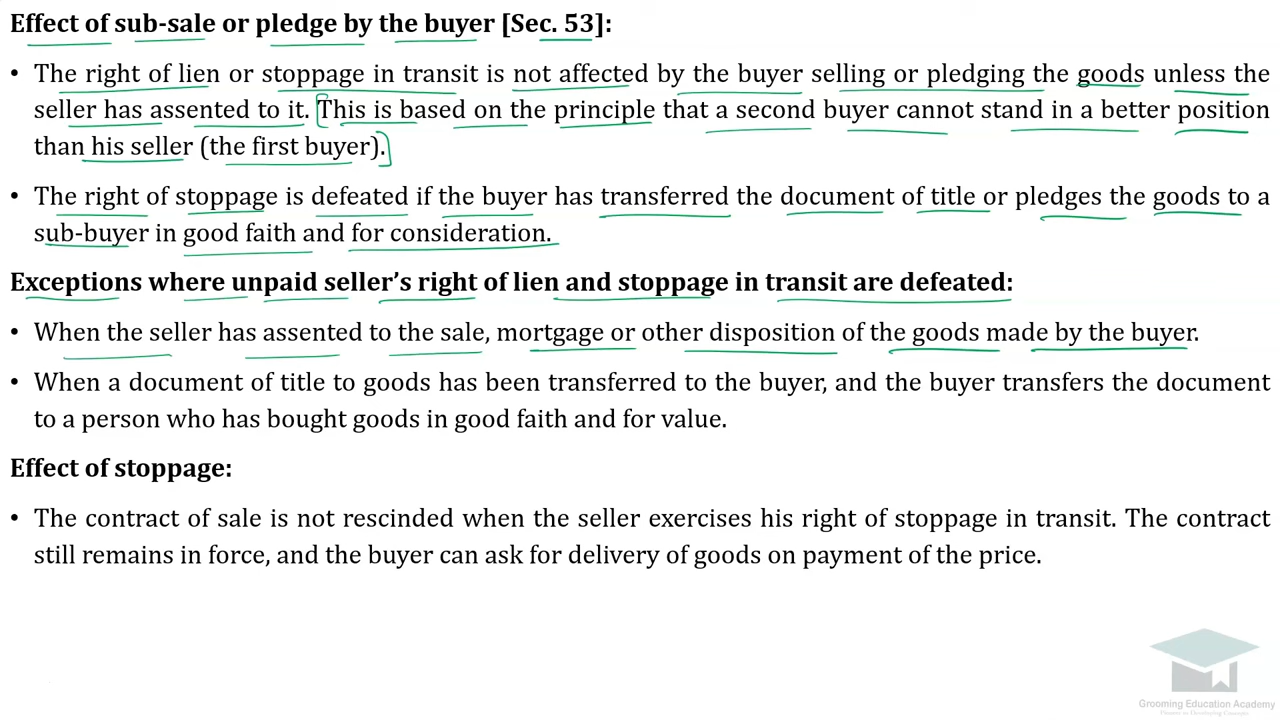 Effect of sub-sale or pledge by the buyer [Sec. 53]:
• The right of lien or stoppage in transit is not affected by the buyer selling or pledging the goods unless the
seller has assented to it. This is based on the principle that a second buyer cannot stand in a better position
than his seller (the first buyer).
• The right of stoppage is defeated if the buyer has transferred the document of title or pledges the goods to a
sub-buyer in good faith and for consideration.
Exceptions where unpaid seller’s right of lien and stoppage in transit are defeated:
• When the seller has assented to the sale, mortgage or other disposition of the goods made by the buyer.
• When a document of title to goods has been transferred to the buyer, and the buyer transfers the document
to a person who has bought goods in good faith and for value.
Effect of stoppage:
• The contract of sale is not rescinded when the seller exercises his right of stoppage in transit. The contract
still remains in force, and the buyer can ask for delivery of goods on payment of the price.
Grooming Education Academy